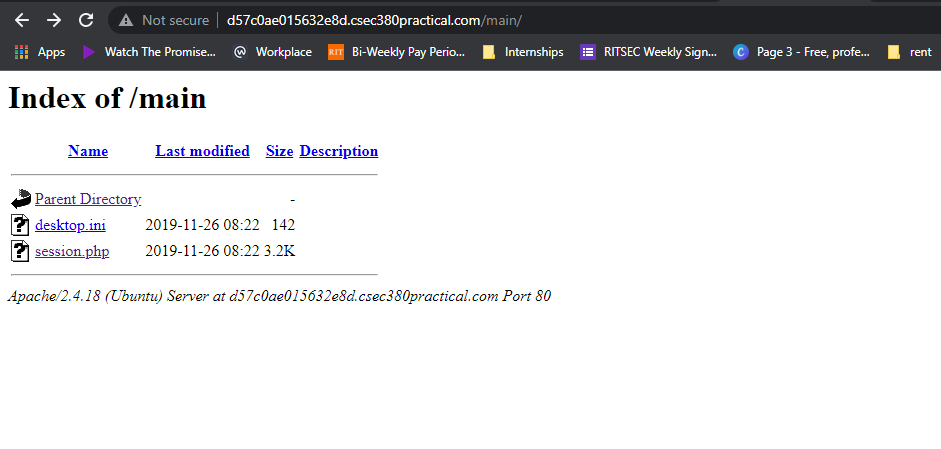 Not secure | d57c0ae015632e8d.csec380practical.com/main/
Apps Watch The Promise... Workplace RIT Bi-Weekly Pay Perio... Internships RITSEC Weekly Sign... C Page 3 - Free, profe... rent
Index of /main
Name Last modified Size Description
Parent Directory -
? desktop.ini 2019-11-26 08:22 142
? session.php 2019-11-26 08:22 3.2K
Apache/2.4.18 (Ubuntu) Server at d57c0ae015632e8d.csec380practical.com Port 80